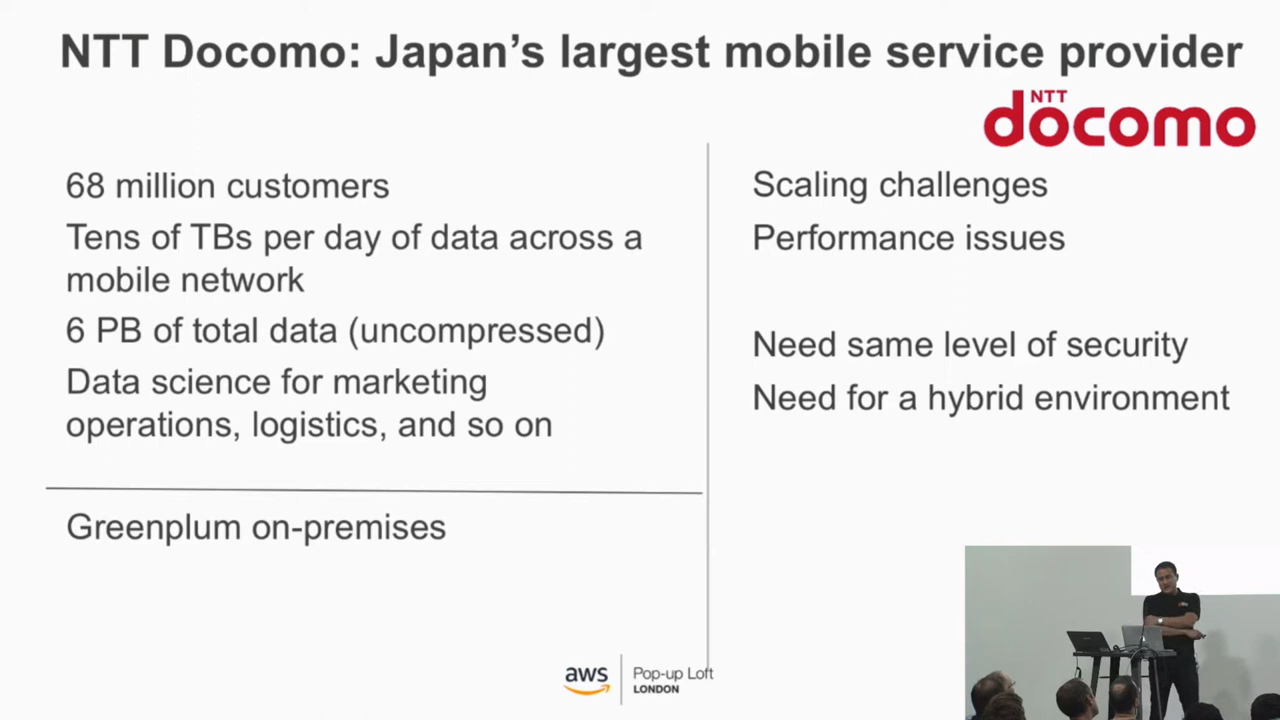 NTT Docomo: Japan's largest mobile service provider
NTT
docomo
68 million customers
Tens of TBs per day of data across a
mobile network
6 PB of total data (uncompressed)
Data science for marketing
operations, logistics, and so on
Greenplum on-premises
Scaling challenges
Performance issues
Need same level of security
Need for a hybrid environment
aws
Pop-up Loft
LONDON